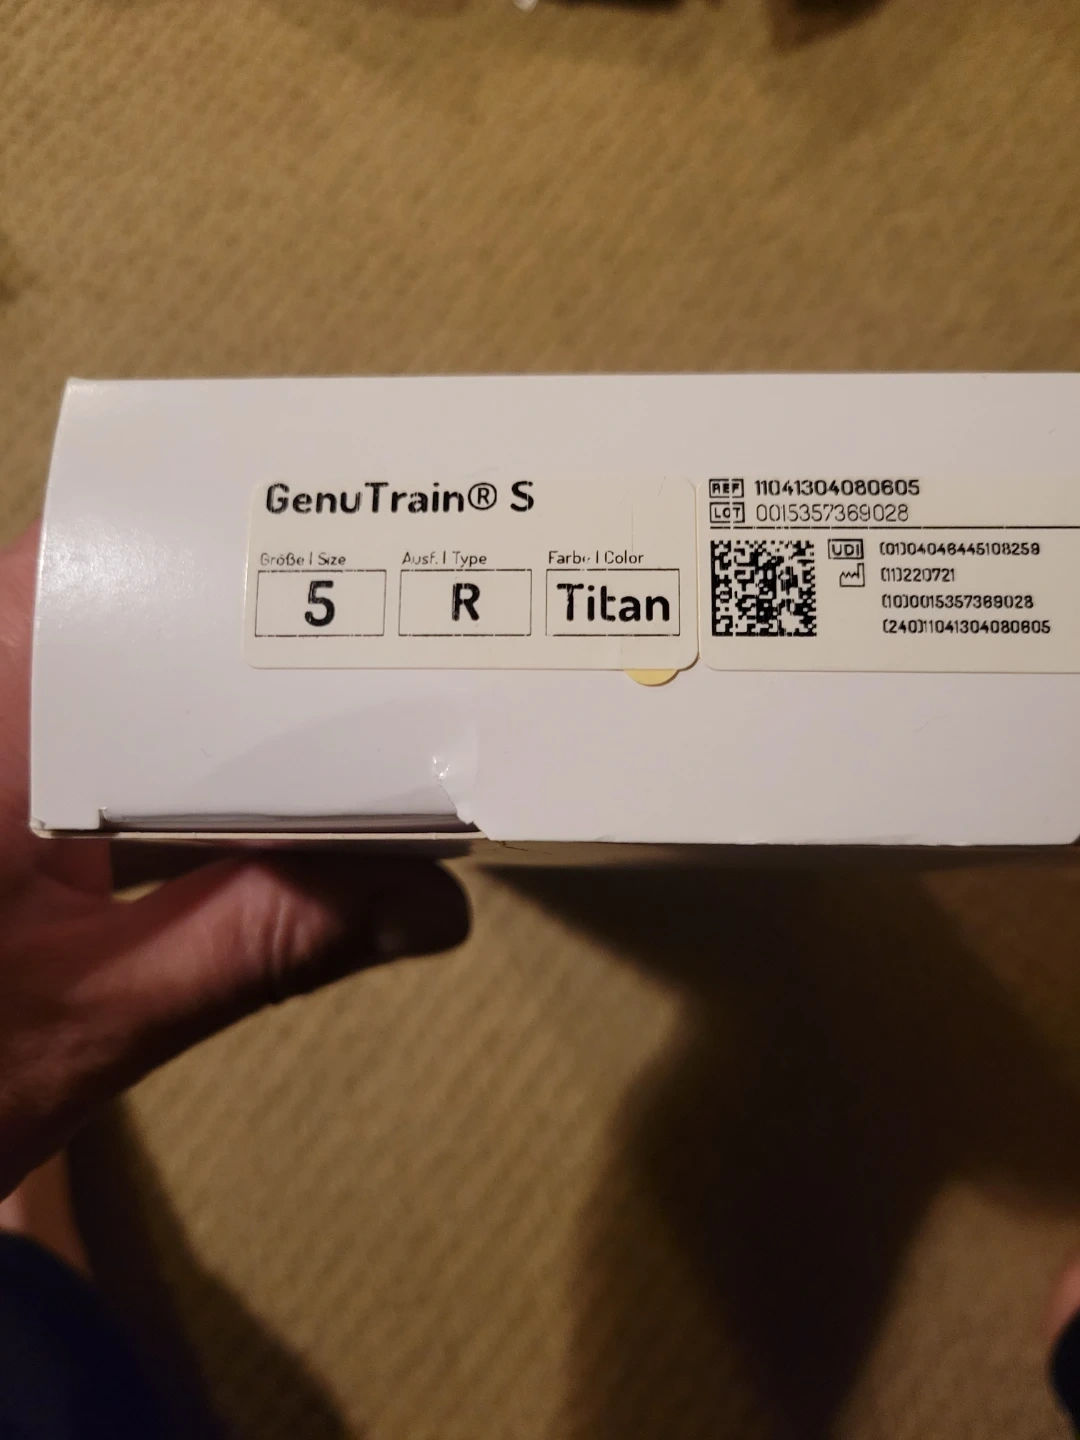 GenuTrain® S
Größe | Size
Ausf. | Type
Farbe | Color
5
R
Titan
REF 11041304080605
LOT 0015357369028
UDI (01)04046445108259
(11)220721
(10)0015357369028
(240)11041304080605